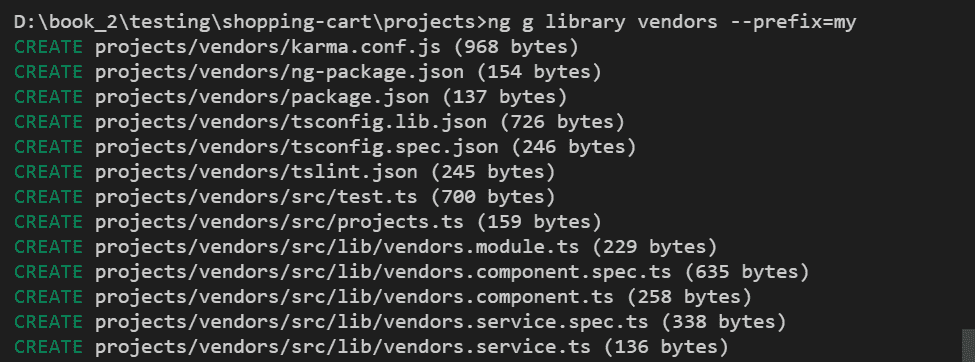 D:\book_2\testing\shopping-cart\projects>ng g library vendors --prefix=my
CREATE projects/vendors/karma.conf.js (968 bytes)
CREATE projects/vendors/ng-package.json (154 bytes)
CREATE projects/vendors/package.json (137 bytes)
CREATE projects/vendors/tsconfig.lib.json (726 bytes)
CREATE projects/vendors/tsconfig.spec.json (246 bytes)
CREATE projects/vendors/tslint.json (245 bytes)
CREATE projects/vendors/src/test.ts (700 bytes)
CREATE projects/vendors/src/projects.ts (159 bytes)
CREATE projects/vendors/src/lib/vendors.module.ts (229 bytes)
CREATE projects/vendors/src/lib/vendors.component.spec.ts (635 bytes)
CREATE projects/vendors/src/lib/vendors.component.ts (258 bytes)
CREATE projects/vendors/src/lib/vendors.service.spec.ts (338 bytes)
CREATE projects/vendors/src/lib/vendors.service.ts (136 bytes)